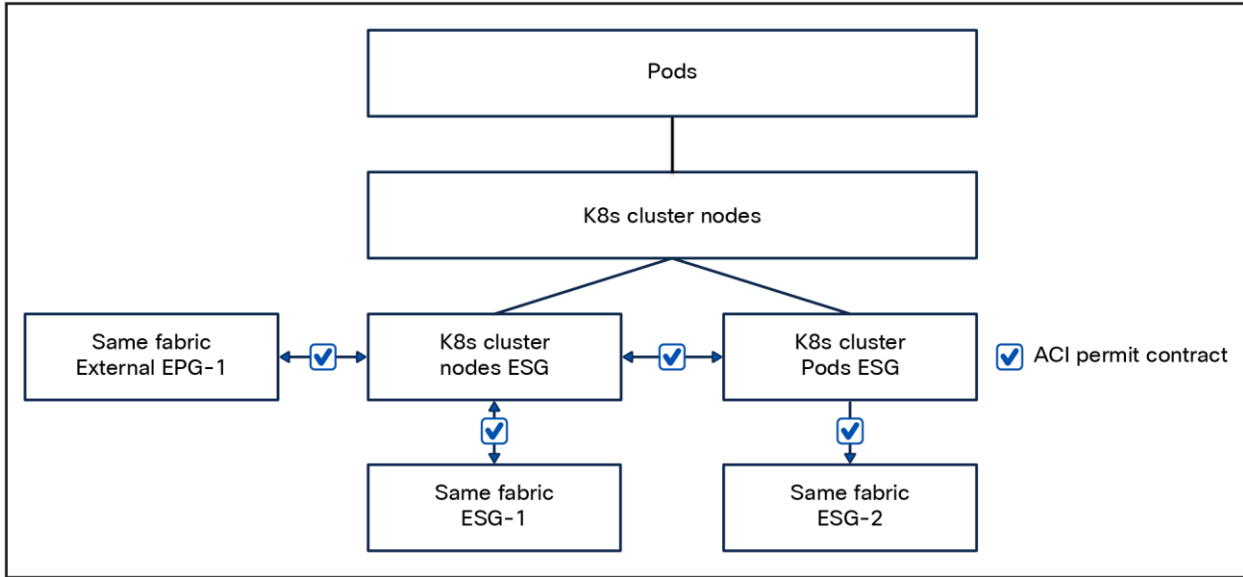 Pods
K8s cluster nodes
Same fabric
External EPG-1
K8s cluster
nodes ESG
K8s cluster
Pods ESG
ACI permit contract
Same fabric
ESG-1
Same fabric
ESG-2